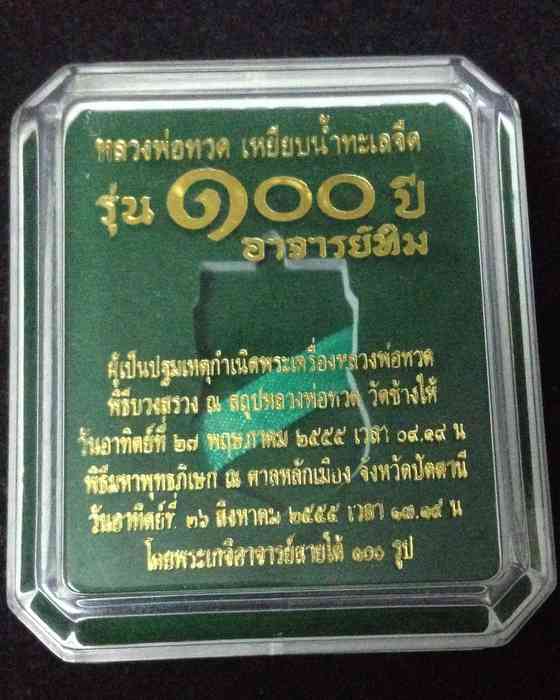 หลวงพ่อทวด เหยียบน้ำทะเลจืด
รุ่น ๑๐๐ ปี
อาจารย์ทิม
ผู้เป็นปฐมเหตุกำเนิดพระเครื่องหลวงพ่อทวด
พิธีบวงสรวง ณ สถูปหลวงพ่อทวด วัดช้างให้
วันอาทิตย์ที่ ๒๗ พฤษภาคม ๒๕๕๕ เวลา ๐๙.๑๙ น
พิธีมหาพุทธภิเษก ณ ศาลหลักเมือง จังหวัดปัตตานี
วันอาทิตย์ที่ ๒๖ สิงหาคม ๒๕๕๕ เวลา ๑๗.๑๙ น
โดยพระเกจิอาจารย์สายใต้ ๑๐๐ รูป